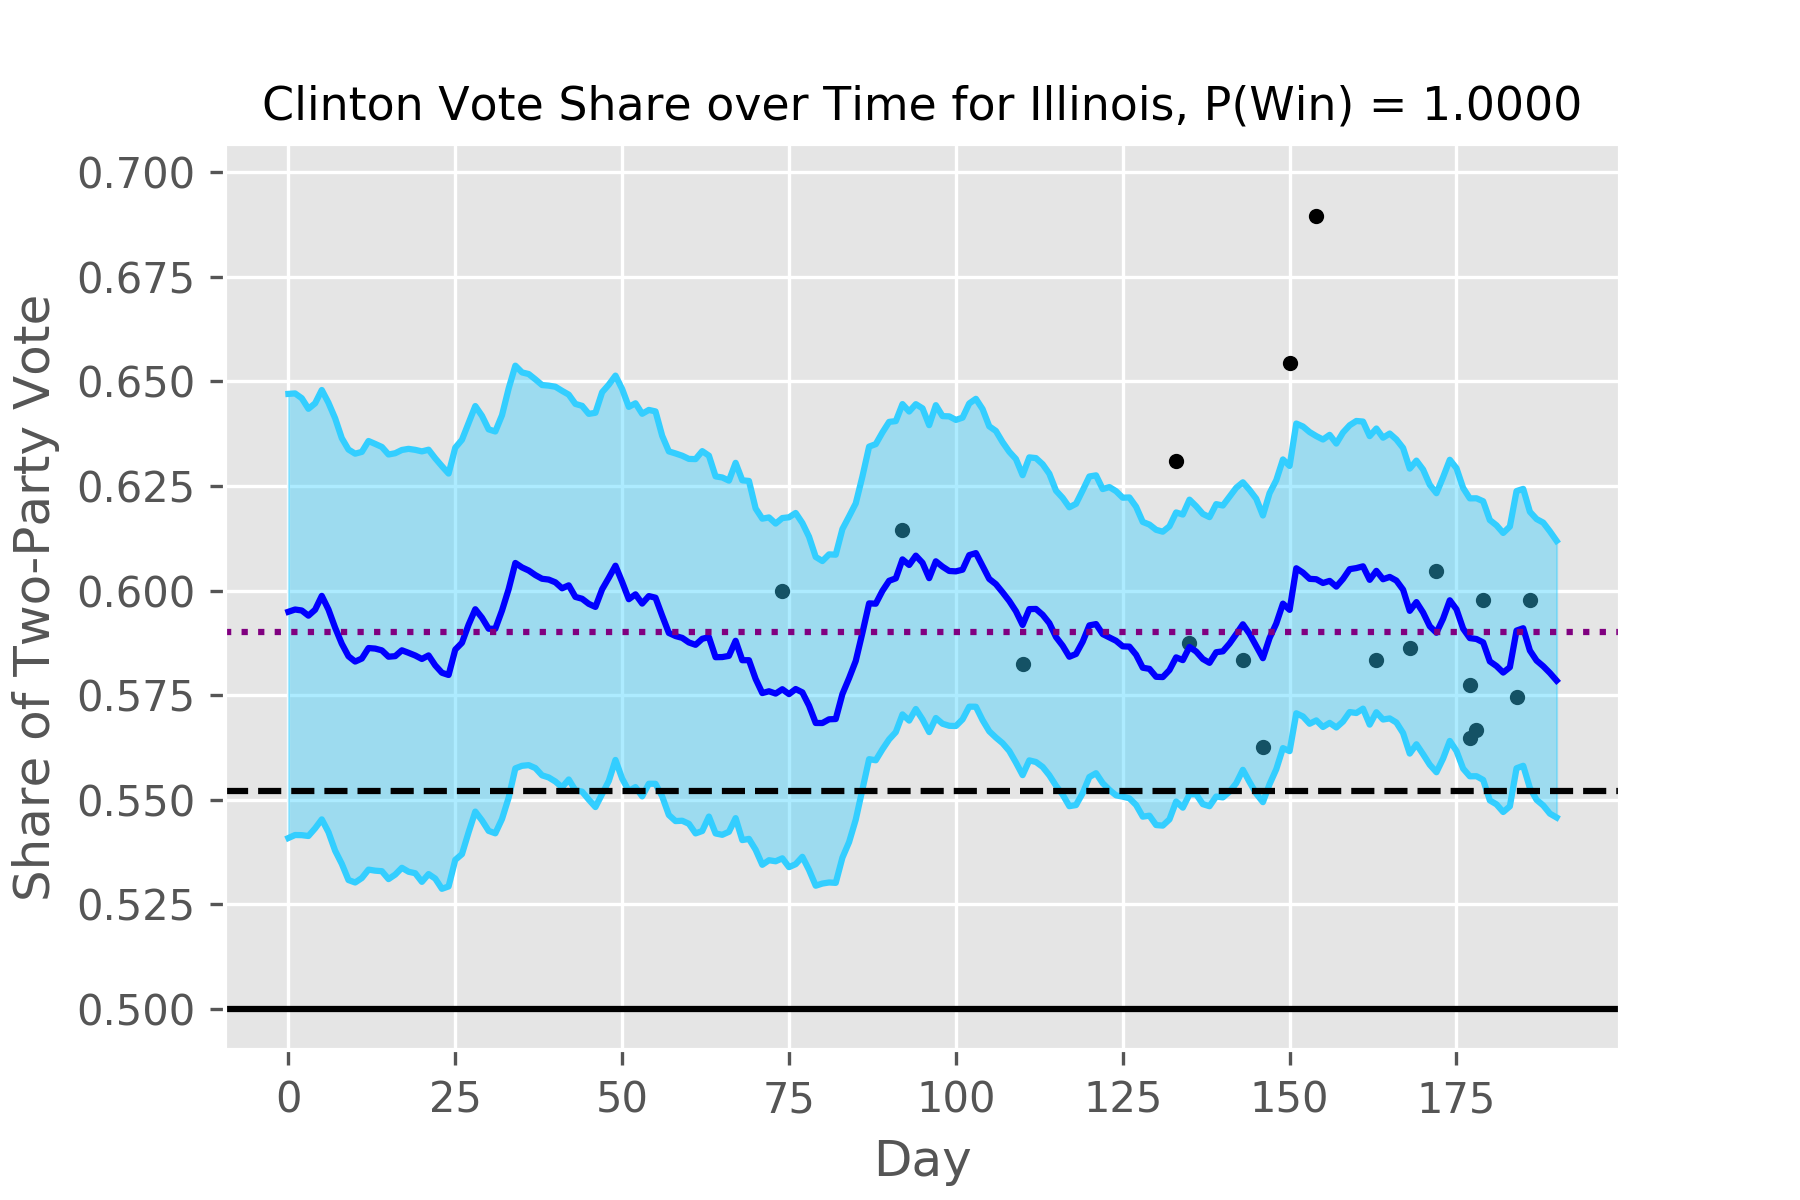 Clinton Vote Share over Time for Illinois, P(Win) = 1.0000
Share of Two-Party Vote
0.700
0.675
0.650
0.625
0.600
0.575
0.550
0.525
0.500
0 25 50 75 100 125 150 175
Day